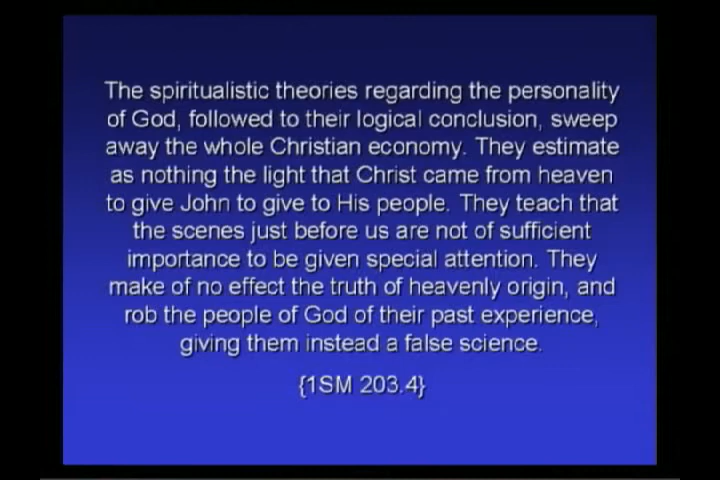 The spiritualistic theories regarding the personality
of God, followed to their logical conclusion, sweep
away the whole Christian economy. They estimate
as nothing the light that Christ came from heaven
to give John to give to His people. They teach that
the scenes just before us are not of sufficient
importance to be given special attention. They
make of no effect the truth of heavenly origin, and
rob the people of God of their past experience,
giving them instead a false science.
{1SM 203.4}